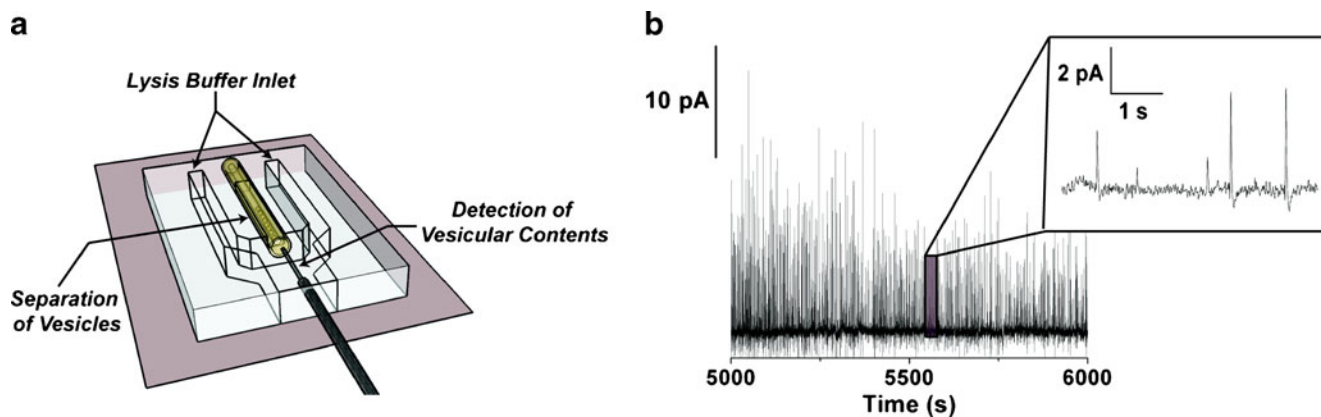 a
Lysis Buffer Inlet
Detection of
Vesicular Contents
Separation
of Vesicles
b
10 pA
2 pA
1 s
5000
5500
6000
Time (s)